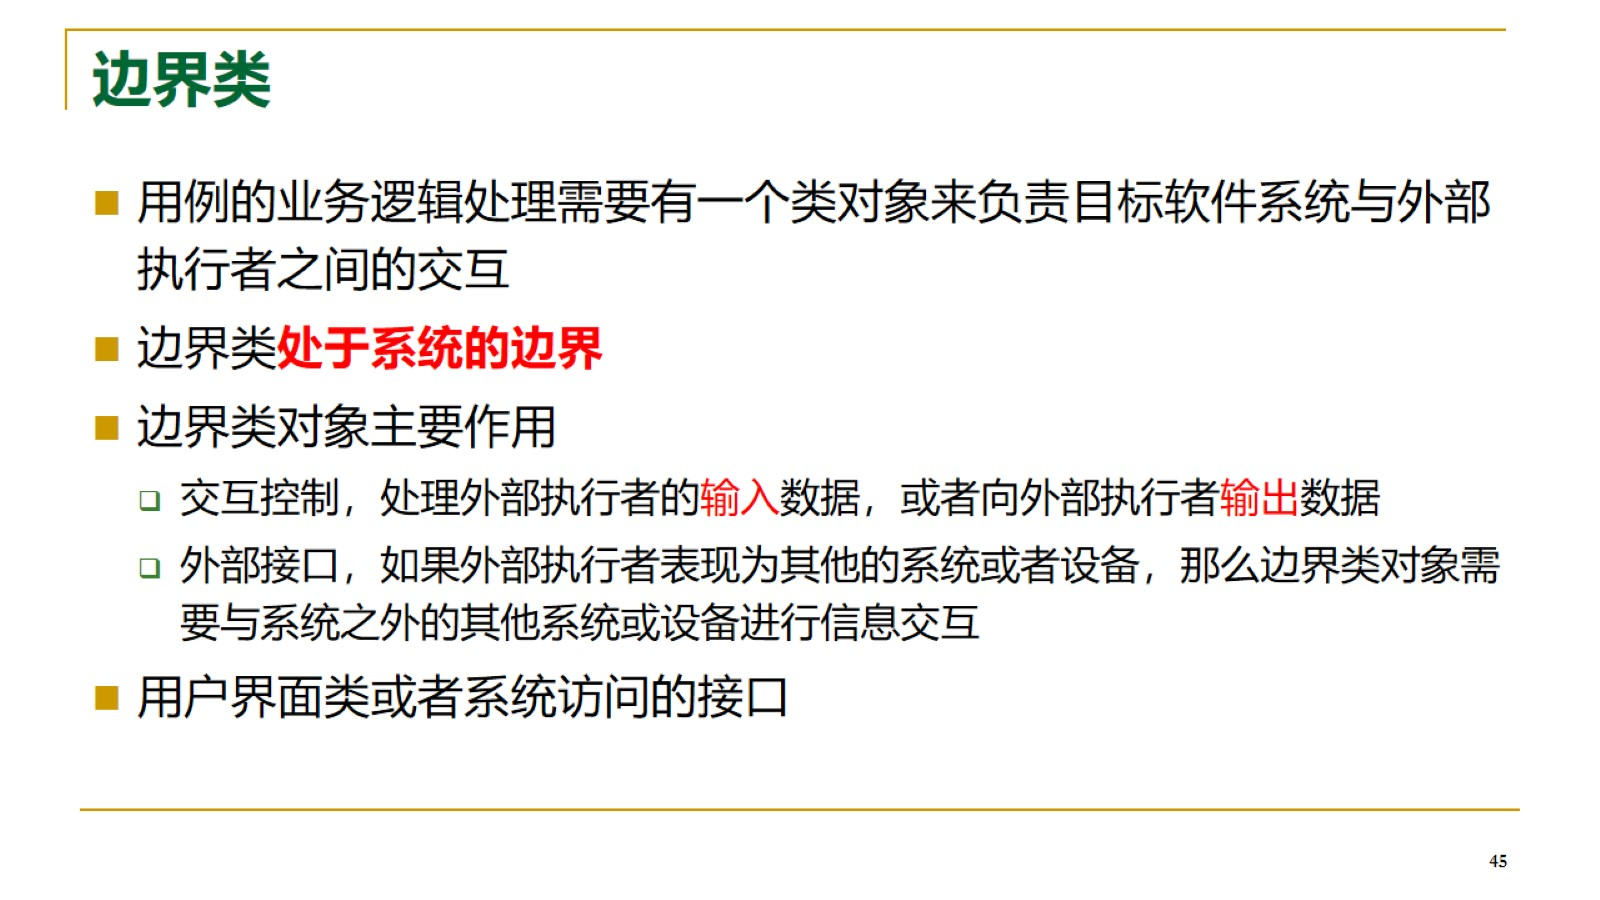 边界类
用例的业务逻辑处理需要有一个类对象来负责目标软件系统与外部
执行者之间的交互
边界类处于系统的边界
边界类对象主要作用
交互控制，处理外部执行者的输入数据，或者向外部执行者输出数据
外部接口，如果外部执行者表现为其他的系统或者设备，那么边界类对象需
要与系统之外的其他系统或设备进行信息交互
用户界面类或者系统访问的接口
45